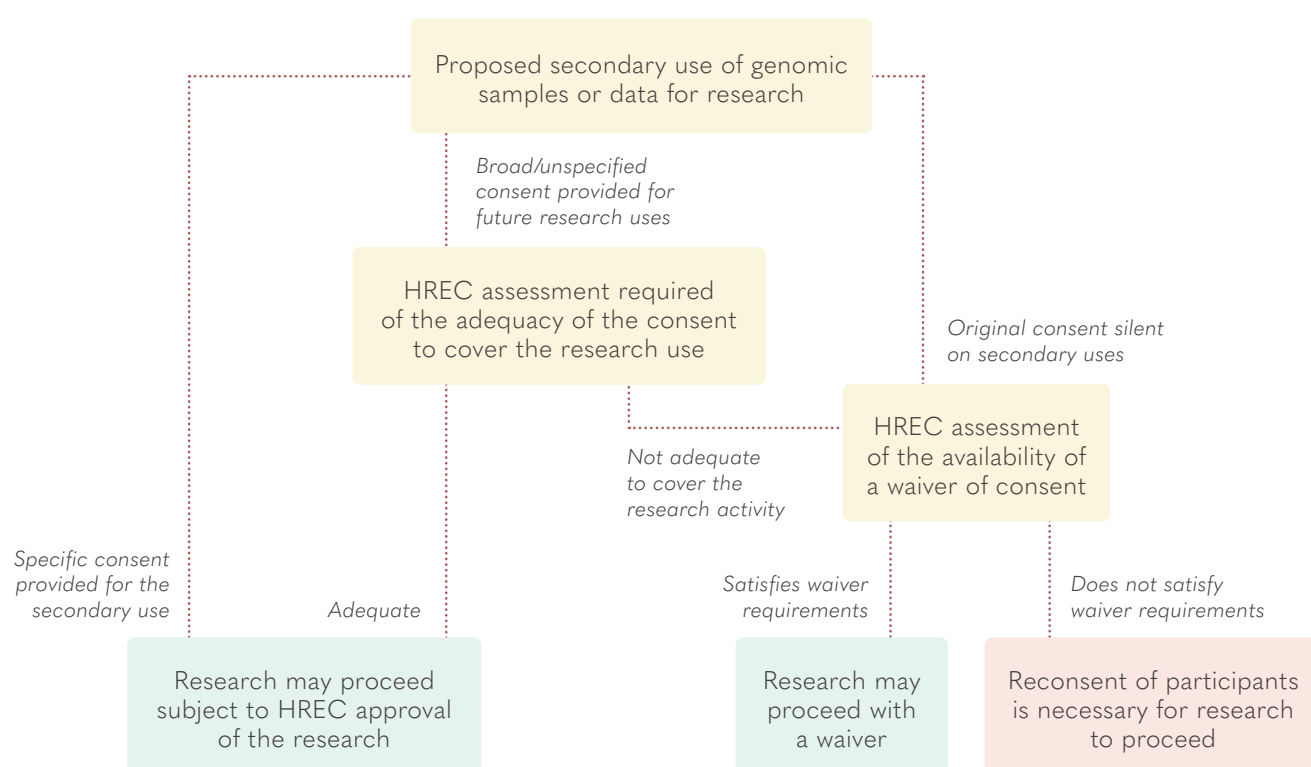 Proposed secondary use of genomic
samples or data for research
Broad/unspecified
consent provided for
future research uses
HREC assessment required
of the adequacy of the consent
to cover the research use
Original consent silent
on secondary uses
HREC assessment
of the availability of
a waiver of consent
Not adequate
to cover the
research activity
Specific consent
provided for the
secondary use
Adequate
Satisfies waiver
requirements
Does not satisfy
waiver requirements
Research may proceed
subject to HREC approval
of the research
Research may
proceed with
a waiver
Reconsent of participants
is necessary for research
to proceed